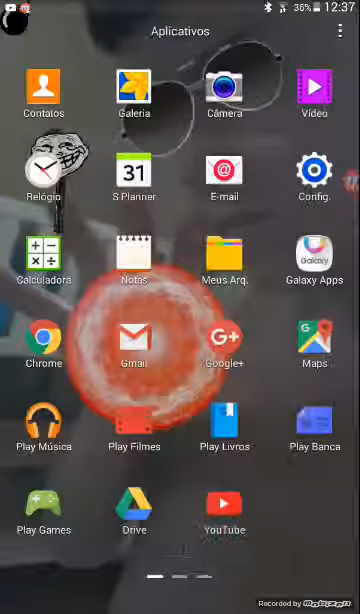 36% 12:37
Aplicativos
Contatos Galeria Câmera Vídeo
31
Relógio S Planner E-mail Config.
Galaxy
Calculadora Notas Meus Arq. Galaxy Apps
G+ G
Chrome Gmail Google+ Maps
Play Música Play Filmes Play Livros Play Banca
Play Games Drive YouTube
Recorded by Mobizen